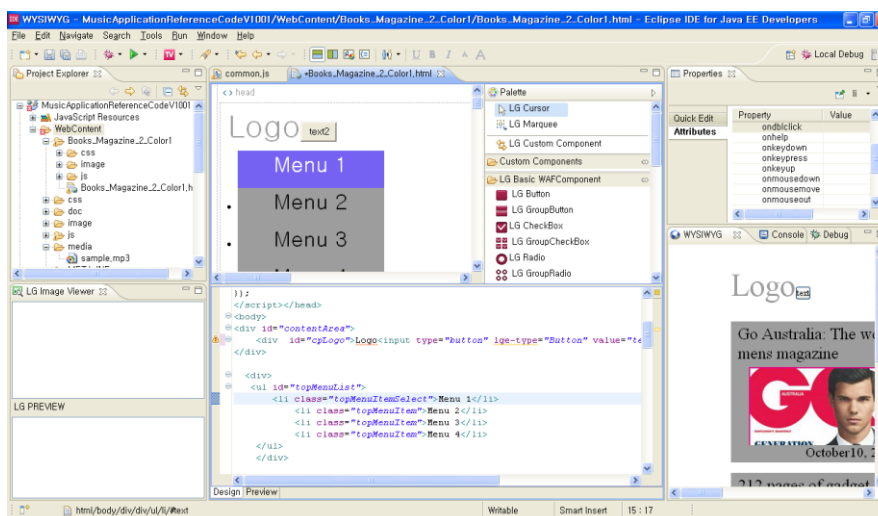 WYSIWYG - MusicApplicationReferenceCodeV1001/WebContent/Books_Magazine_2_Color1/Books_Magazine_2_Color1.html - Eclipse IDE for Java EE Developers
File Edit Navigate Search Tools Run Window Help
Local Debug
Project Explorer
MusicApplicationReferenceCodeV1001
JavaScript Resources
WebContent
Books_Magazine_2_Color1
css
image
js
Books_Magazine_2_Color1.h
css
doc
image
js
media
sample.mp3
LG Image Viewer
LG PREVIEW
common.js
*Books_Magazine_2_Color1.html
head
Logo text2
Menu 1
Menu 2
Menu 3
Palette
LG Cursor
LG Marquee
LG Custom Component
Custom Components
LG Basic WAFComponent
LG Button
LG GroupButton
LG CheckBox
LG GroupCheckBox
LG Radio
LG GroupRadio
});
</script></head>
<body>
<div id="contentArea">
<div id="cpLogo">Logo<input type="button" lge-type="Button" value="te
</div>
<div>
<ul id="topMenuList">
<li class="topMenuItemSelect">Menu 1</li>
<li class="topMenuItem">Menu 2</li>
<li class="topMenuItem">Menu 3</li>
<li class="topMenuItem">Menu 4</li>
</ul>
</div>
Design Preview
Properties
Quick Edit
Attributes
Property Value
ondblclick
onhelp
onkeydown
onkeypress
onkeyup
onmousedown
onmousemove
onmouseout
WYSIWYG Console Debug
Logo text
Go Australia: The wo
mens magazine
AUSTRALIA
GQ
GENERATION
October10, 2
212 pages of gadget
html/body/div/div/ul/li/#text
Writable Smart Insert 15 : 17